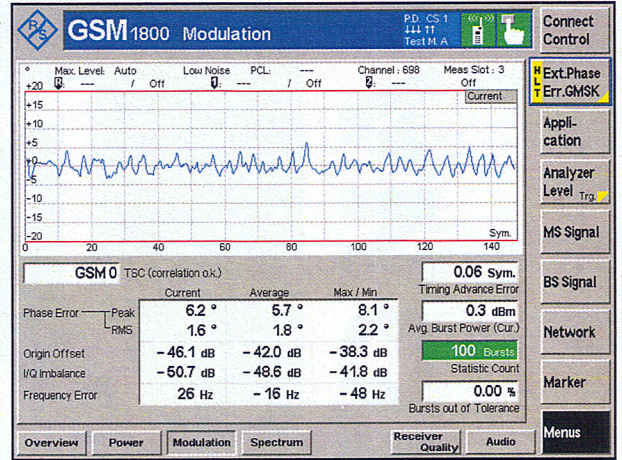 R&S GSM 1800 Modulation P.D. CS 1 Connect Control
Test M. A
° Max. Level: Auto Low Noise PCL: --- Channel : 698 Meas Slot : 3
--- / Off --- / Off 2: --- Off
Current
+20
+15
+10
+5
+0
-5
-10
-15
-20
Sym.
0 20 40 60 80 100 120 140
GSM 0 TSC (correlation o.k.) 0.06 Sym.
Timing Advance Error
Current Average Max / Min
Phase Error Peak 6.2 ° 5.7 ° 8.1 ° 0.3 dBm
RMS 1.6 ° 1.8 ° 2.2 ° Avg. Burst Power (Cur.)
Origin Offset – 46.1 dB – 42.0 dB – 38.3 dB 100 Bursts
I/Q Imbalance – 50.7 dB – 48.6 dB – 41.8 dB Statistic Count
Frequency Error 26 Hz – 16 Hz – 48 Hz 0.00 %
Bursts out of Tolerance
Overview Power Modulation Spectrum Receiver Quality Audio
H L T Ext.Phase Err.GMSK
Appli-
cation
Analyzer
Level Trg.
MS Signal
BS Signal
Network
Marker
Menus